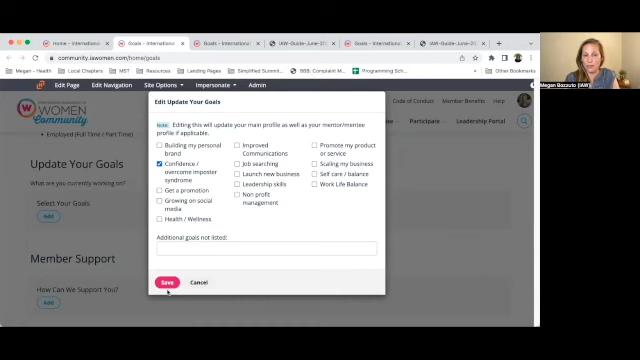 Home - Internation
Goals - Internation
Goals - Internation
IAW-Guide-June-
Goals - Internation
IAW-Guide-June-
community.iawomen.com/home/goals
Megan - Health
Local Chapters
MST
Resources
Landing Pages
Simplified Summit
BBB: Complaint M
Programming Sch
Other Bookmarks
Edit Page
Edit Navigation
Site Options
Impersonate
Admin
WOMEN
Community
Code of Conduct
Member Benefits
Participate
Leadership Portal
Employed (Full Time / Part Time)
Update Your Goals
What are you currently working on?
Select Your Goals
Add
Member Support
How Can We Support You?
Add
Edit Update Your Goals
Note: Editing this will update your main profile as well as your mentor/mentee
profile if applicable.
Building my personal
brand
Confidence /
overcome imposter
syndrome
Get a promotion
Growing on social
media
Health / Wellness
Improved
Communications
Job searching
Launch new business
Leadership skills
Non profit
management
Promote my product
or service
Scaling my business
Self care / balance
Work Life Balance
Additional goals not listed:
Save
Cancel
Megan Bozzuto (IAW)